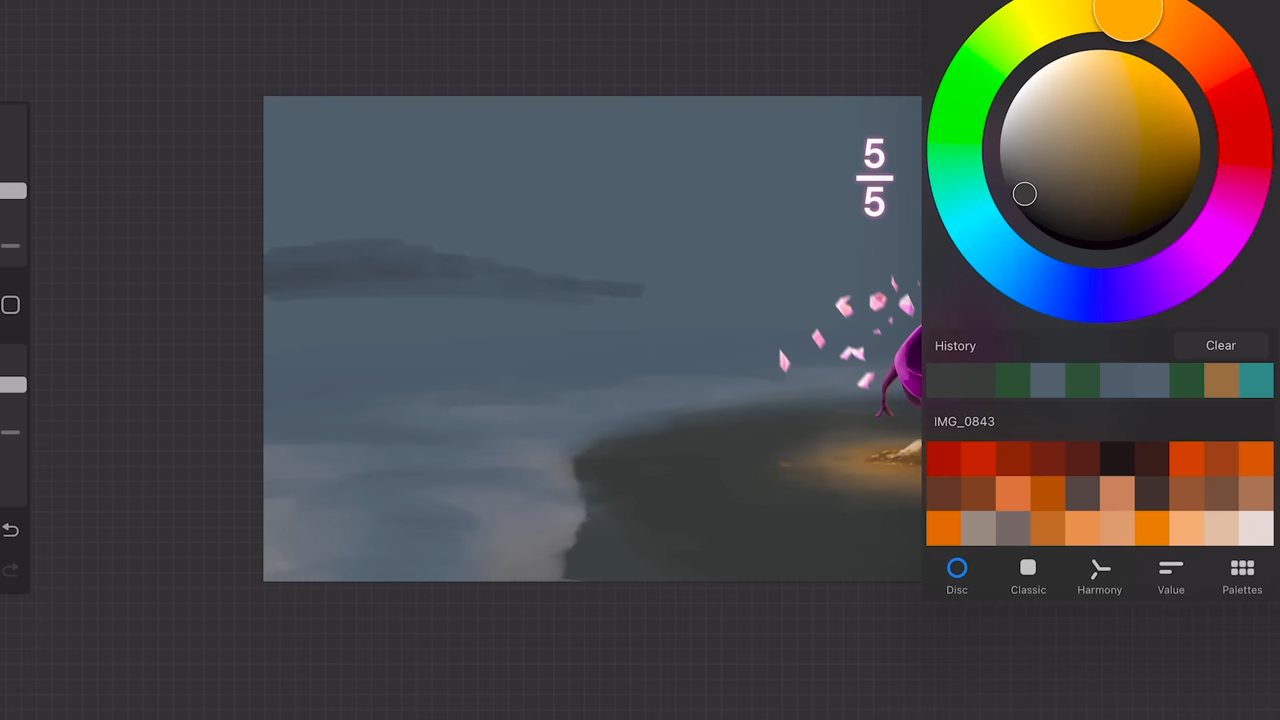 5
5
History
Clear
IMG_0843
Disc
Classic
Harmony
Value
Palettes